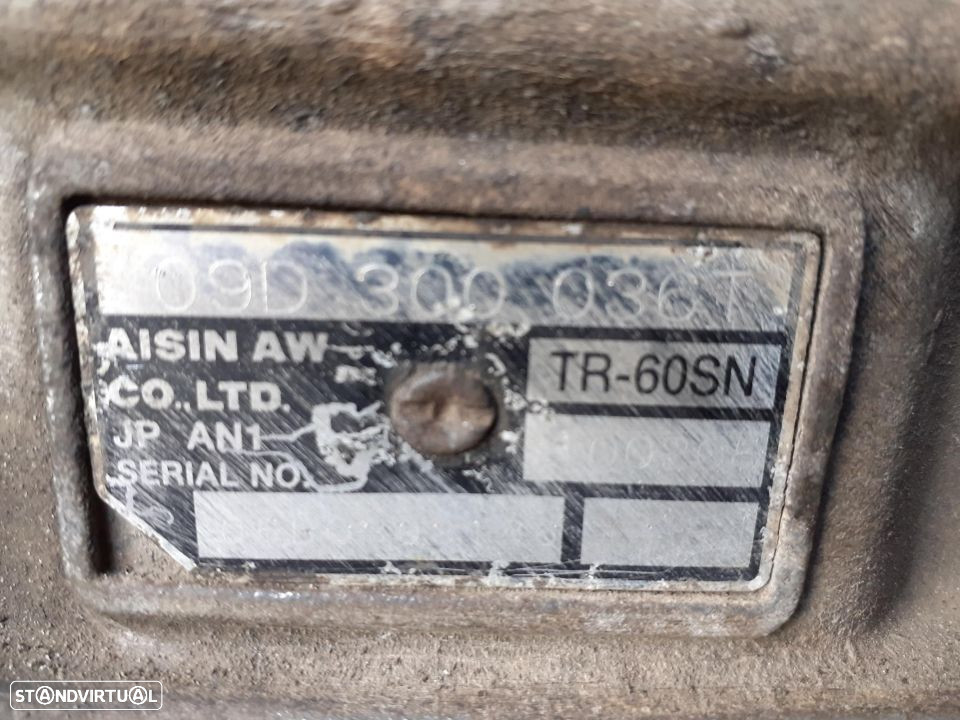 09D 300 036T
AISIN AW
CO.,LTD.
TR-60SN
JP AN1
SERIAL NO.
STANDVIRTUAL